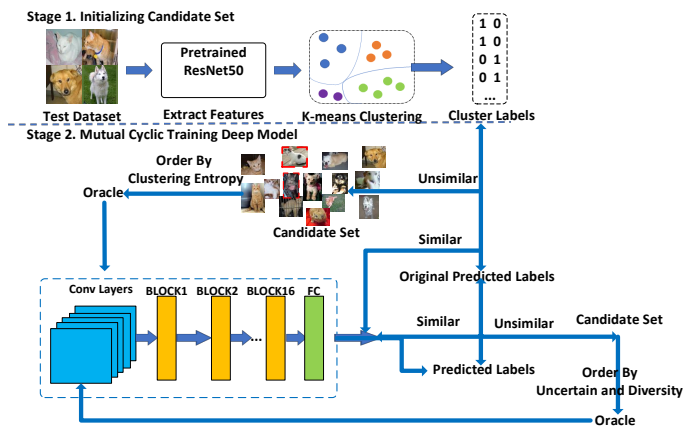 Stage 1. Initializing Candidate Set
Pretrained
ResNet50
1 0
1 0
0 1
0 1
...
Test Dataset
Extract Features
K-means Clustering
Cluster Labels
Stage 2. Mutual Cyclic Training Deep Model
Order By
Clustering Entropy
Oracle
Unsimilar
Candidate Set
Similar
Original Predicted Labels
Conv Layers
BLOCK1
BLOCK2
BLOCK16
FC
...
Similar
Unsimilar
Candidate Set
Predicted Labels
Order By
Uncertain and Diversity
Oracle